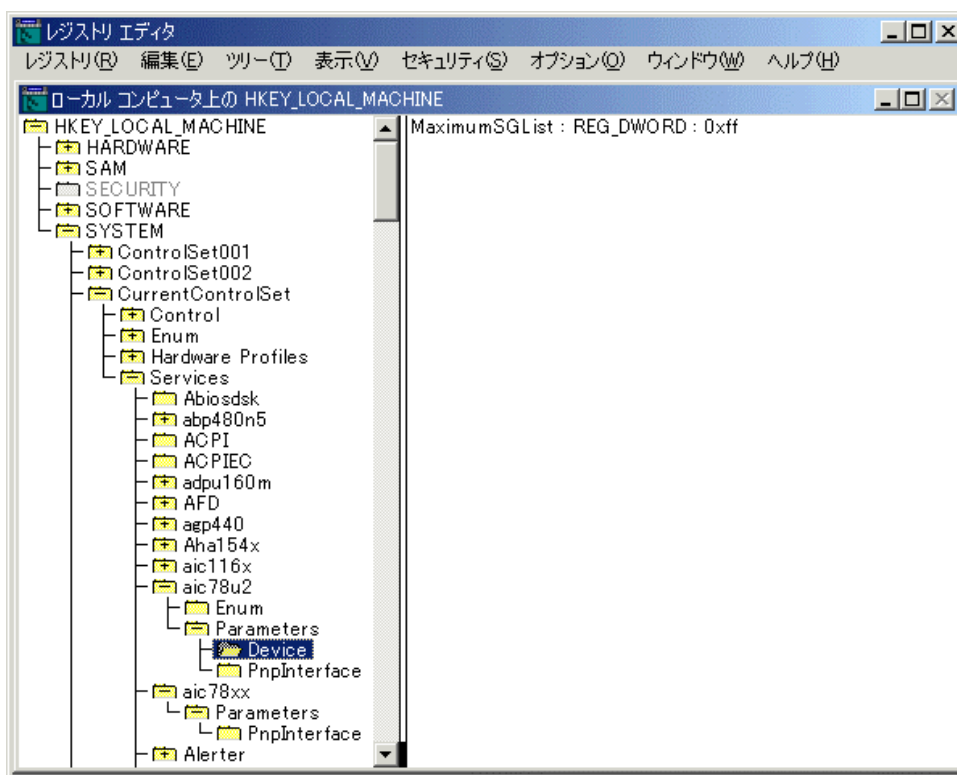 レジストリ エディタ
レジストリ(R) 編集(E) ツリー(T) 表示(V) セキュリティ(S) オプション(O) ウィンドウ(W) ヘルプ(H)
ローカル コンピュータ上の HKEY_LOCAL_MACHINE
HKEY_LOCAL_MACHINE
MaximumSGList : REG_DWORD : 0xff
HARDWARE
SAM
SECURITY
SOFTWARE
SYSTEM
ControlSet001
ControlSet002
CurrentControlSet
Control
Enum
Hardware Profiles
Services
Abiosdsk
abp480n5
ACPI
ACPIEC
adpu160m
AFD
agp440
Aha154x
aic116x
aic78u2
Enum
Parameters
Device
PnpInterface
aic78xx
Parameters
PnpInterface
Alerter